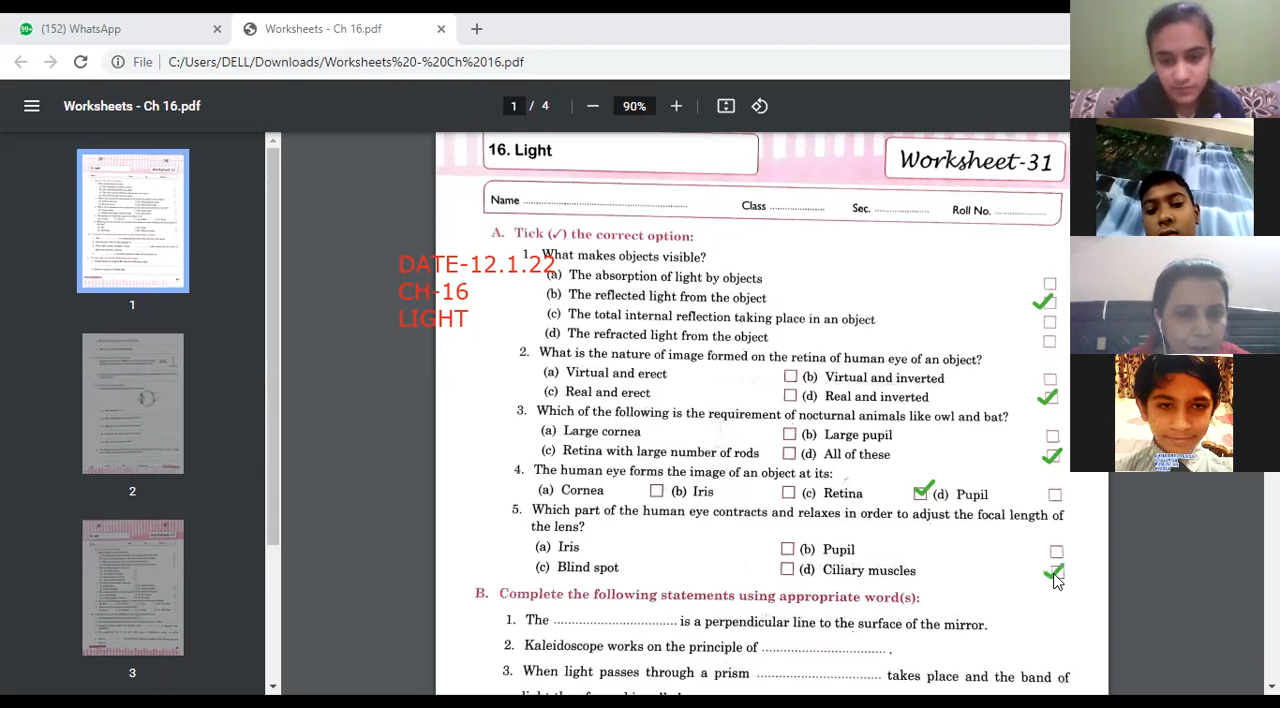 (152) WhatsApp
Worksheets - Ch 16.pdf
File C:/Users/DELL/Downloads/Worksheets%20-%20Ch%2016.pdf
Worksheets - Ch 16.pdf
1 / 4
90%
1
2
3
16. Light
Worksheet-31
Name ........................................... Class .............. Sec. .............. Roll No. .............
A. Tick (✓) the correct option:
1. What makes objects visible?
DATE-12.1.22
CH-16
LIGHT
(a) The absorption of light by objects
(b) The reflected light from the object
(c) The total internal reflection taking place in an object
(d) The refracted light from the object
2. What is the nature of image formed on the retina of human eye of an object?
(a) Virtual and erect (b) Virtual and inverted
(c) Real and erect (d) Real and inverted
3. Which of the following is the requirement of nocturnal animals like owl and bat?
(a) Large cornea (b) Large pupil
(c) Retina with large number of rods (d) All of these
4. The human eye forms the image of an object at its:
(a) Cornea (b) Iris (c) Retina (d) Pupil
5. Which part of the human eye contracts and relaxes in order to adjust the focal length of
the lens?
(a) Iris (b) Pupil
(c) Blind spot (d) Ciliary muscles
B. Complete the following statements using appropriate word(s):
1. The ............................... is a perpendicular line to the surface of the mirror.
2. Kaleidoscope works on the principle of ............................... .
3. When light passes through a prism ............................... takes place and the band of